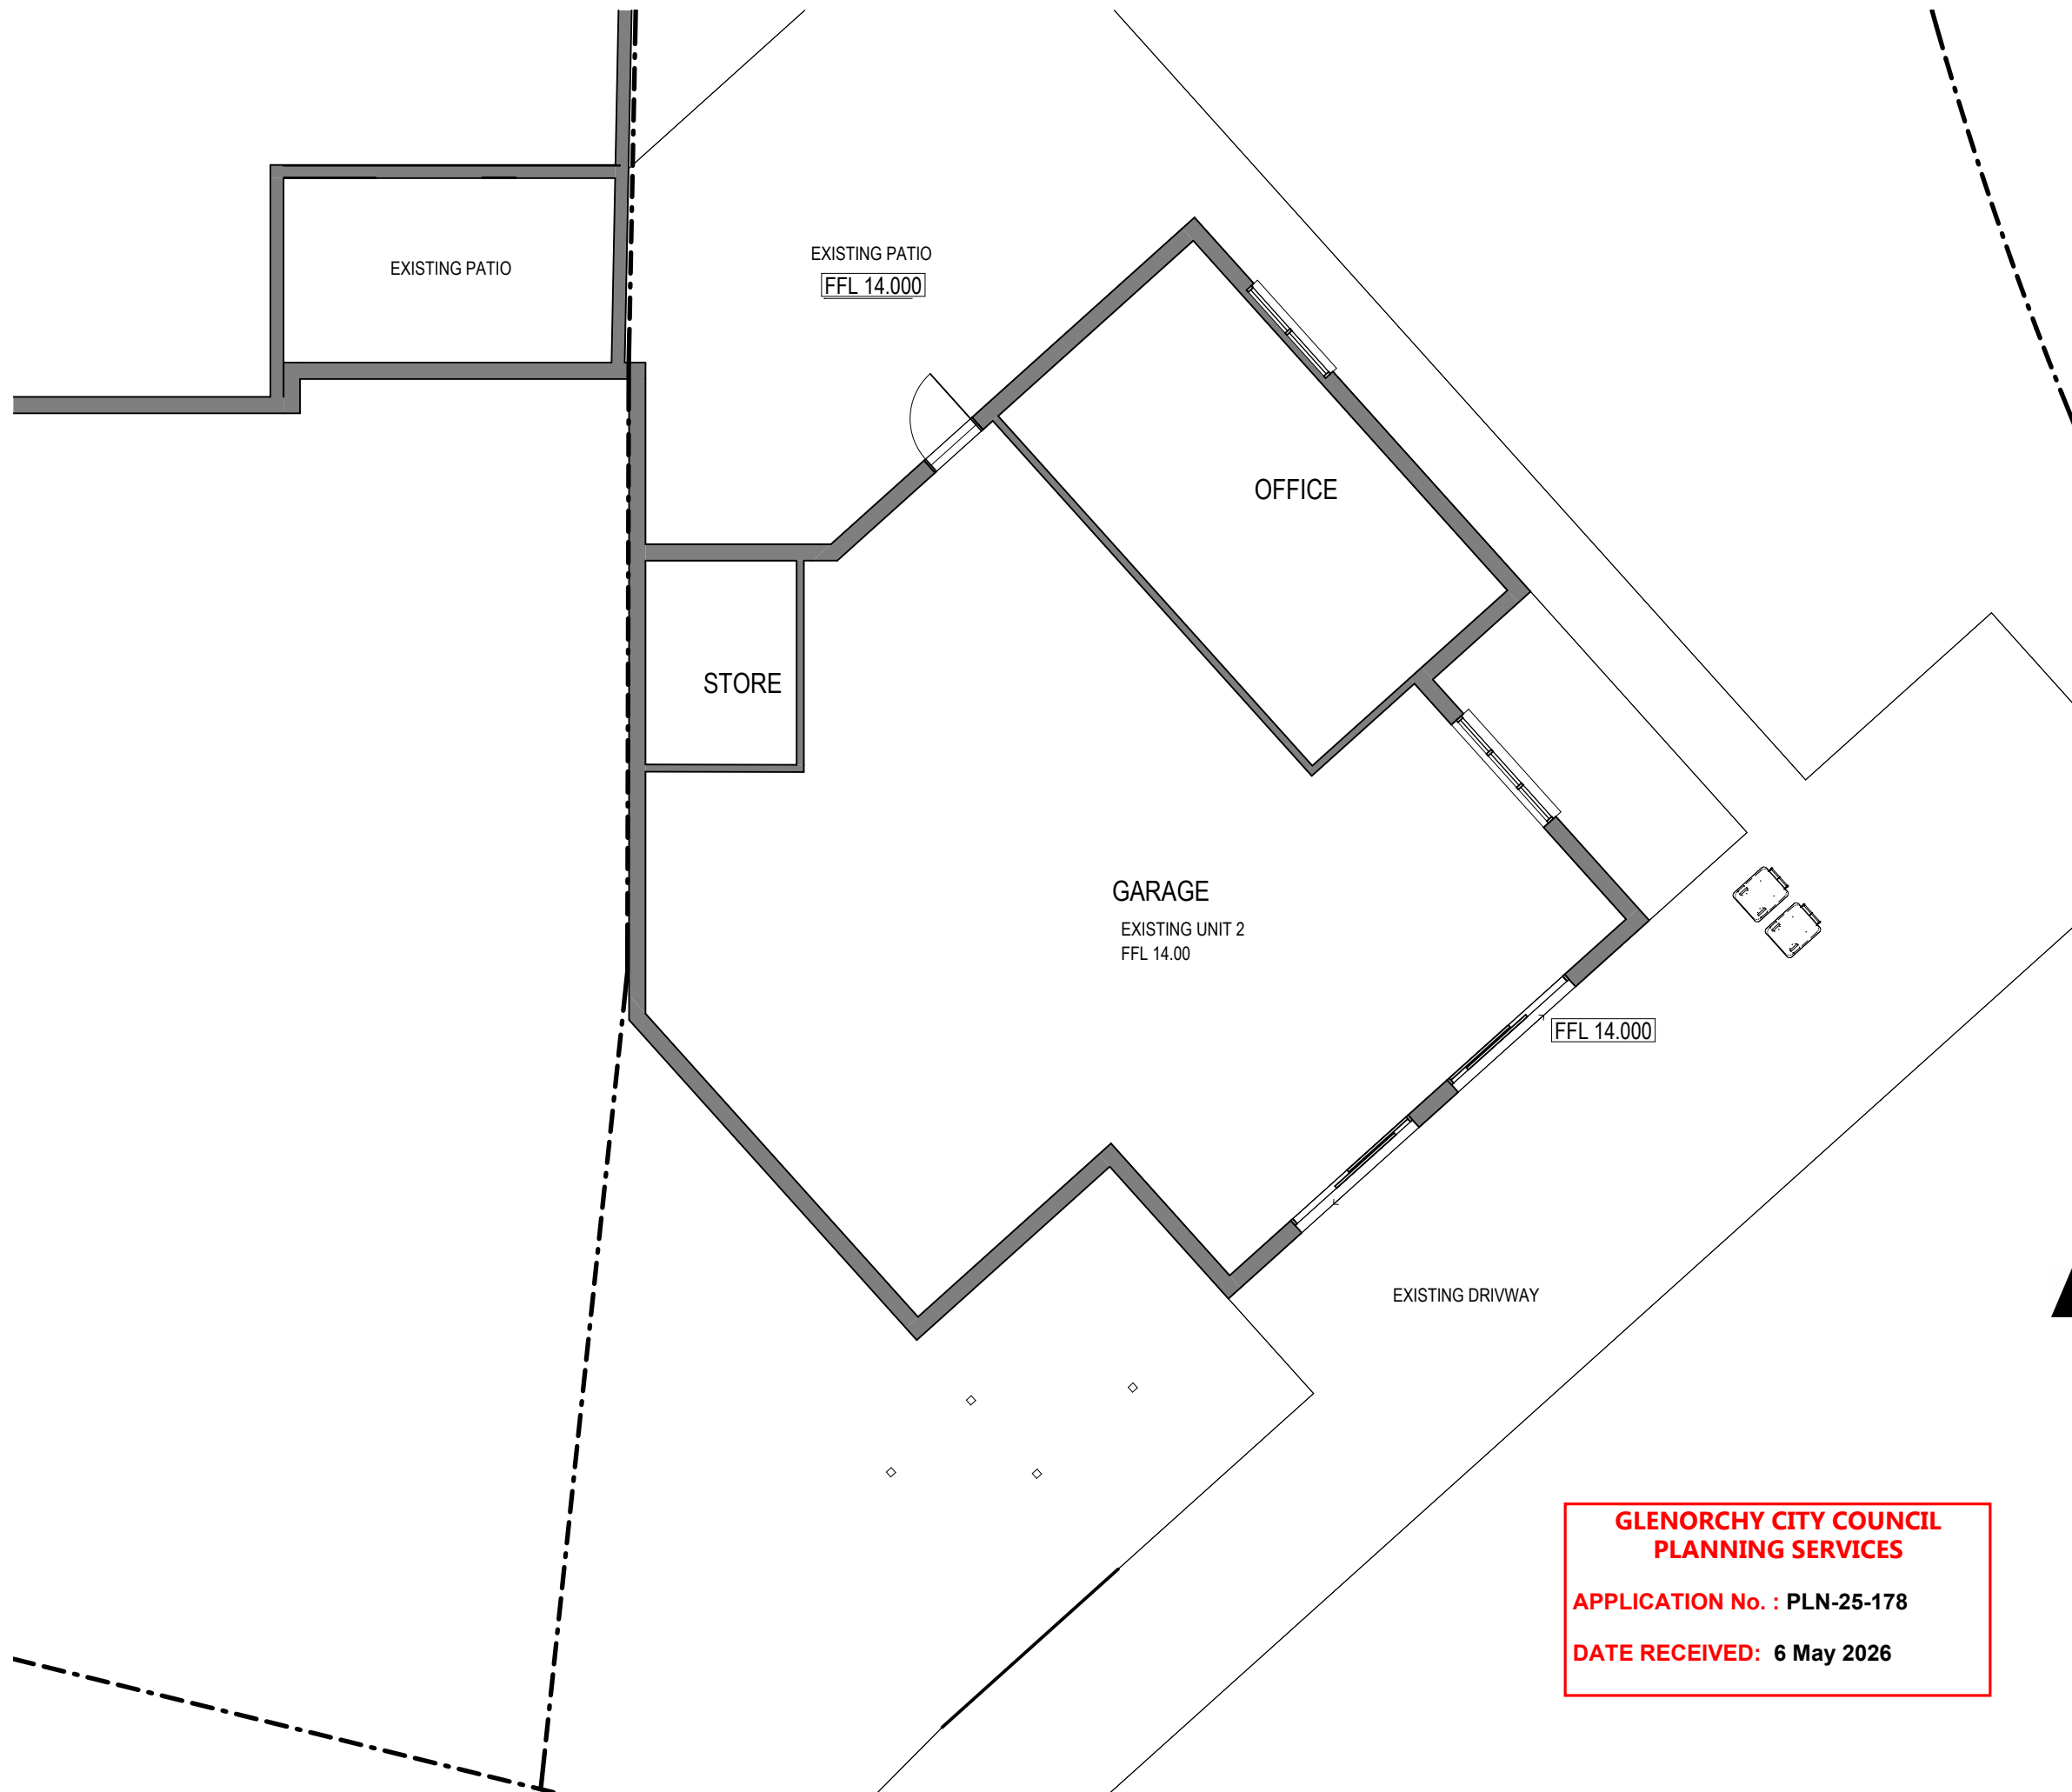 EXISTING PATIO
EXISTING PATIO
FFL 14.000
OFFICE
STORE
GARAGE
EXISTING UNIT 2
FFL 14.00
FFL 14.000
EXISTING DRIVWAY
GLENORCHY CITY COUNCIL
PLANNING SERVICES
APPLICATION No. : PLN-25-178
DATE RECEIVED: 6 May 2026